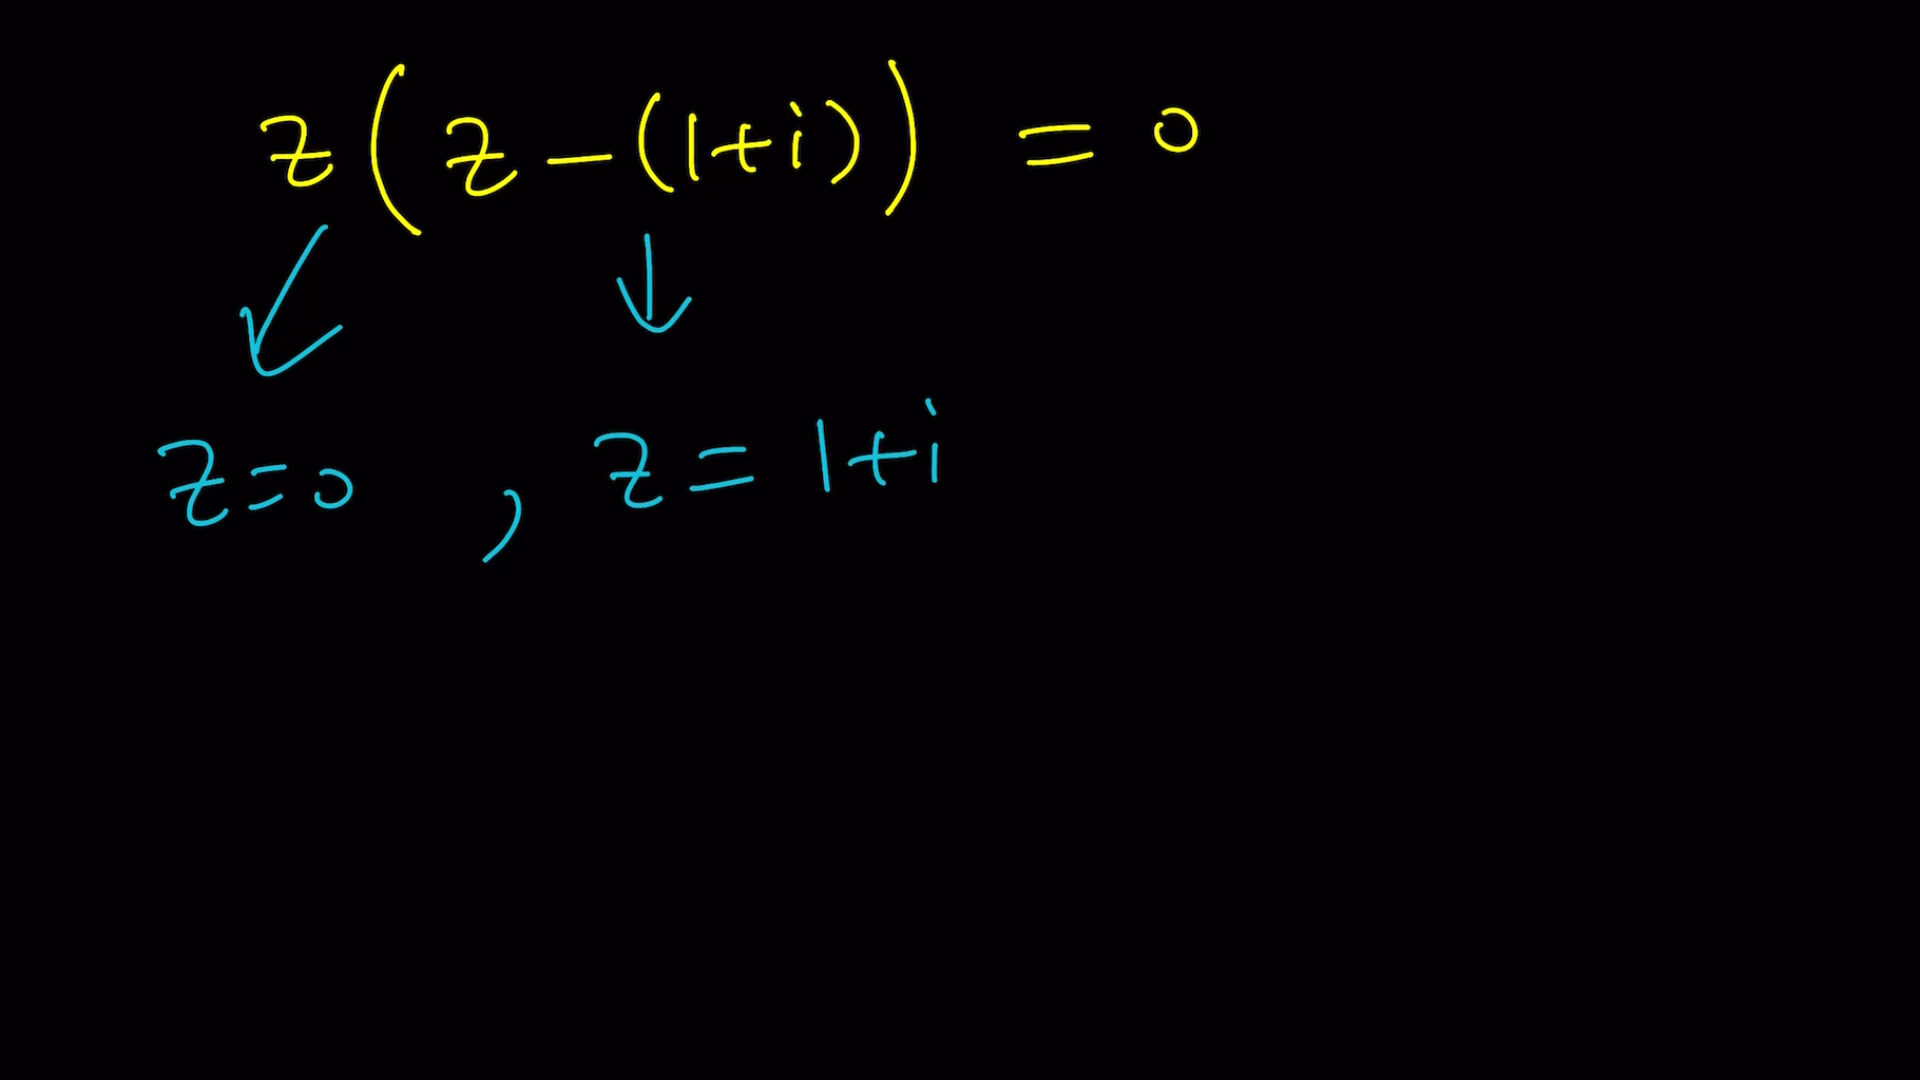 z(z-(1+i)) = 0
z=0 , z= 1+i